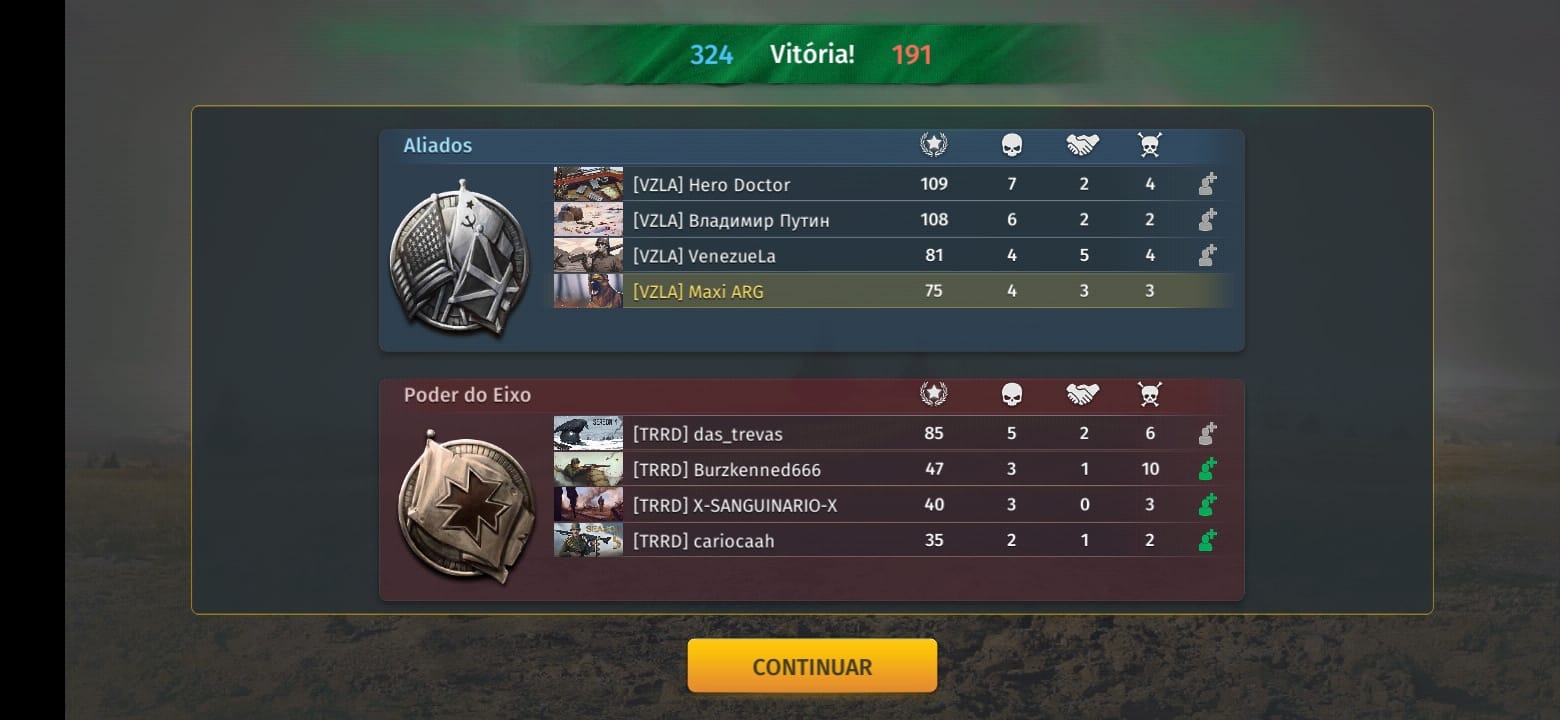 324 Vitória! 191
Aliados
[VZLA] Hero Doctor 109 7 2 4
[VZLA] Владимир Путин 108 6 2 2
[VZLA] VenezueLa 81 4 5 4
[VZLA] Maxi ARG 75 4 3 3
Poder do Eixo
[TRRD] das_trevas 85 5 2 6
[TRRD] Burzkenned666 47 3 1 10
[TRRD] X-SANGUINARIO-X 40 3 0 3
[TRRD] cariocaah 35 2 1 2
CONTINUAR